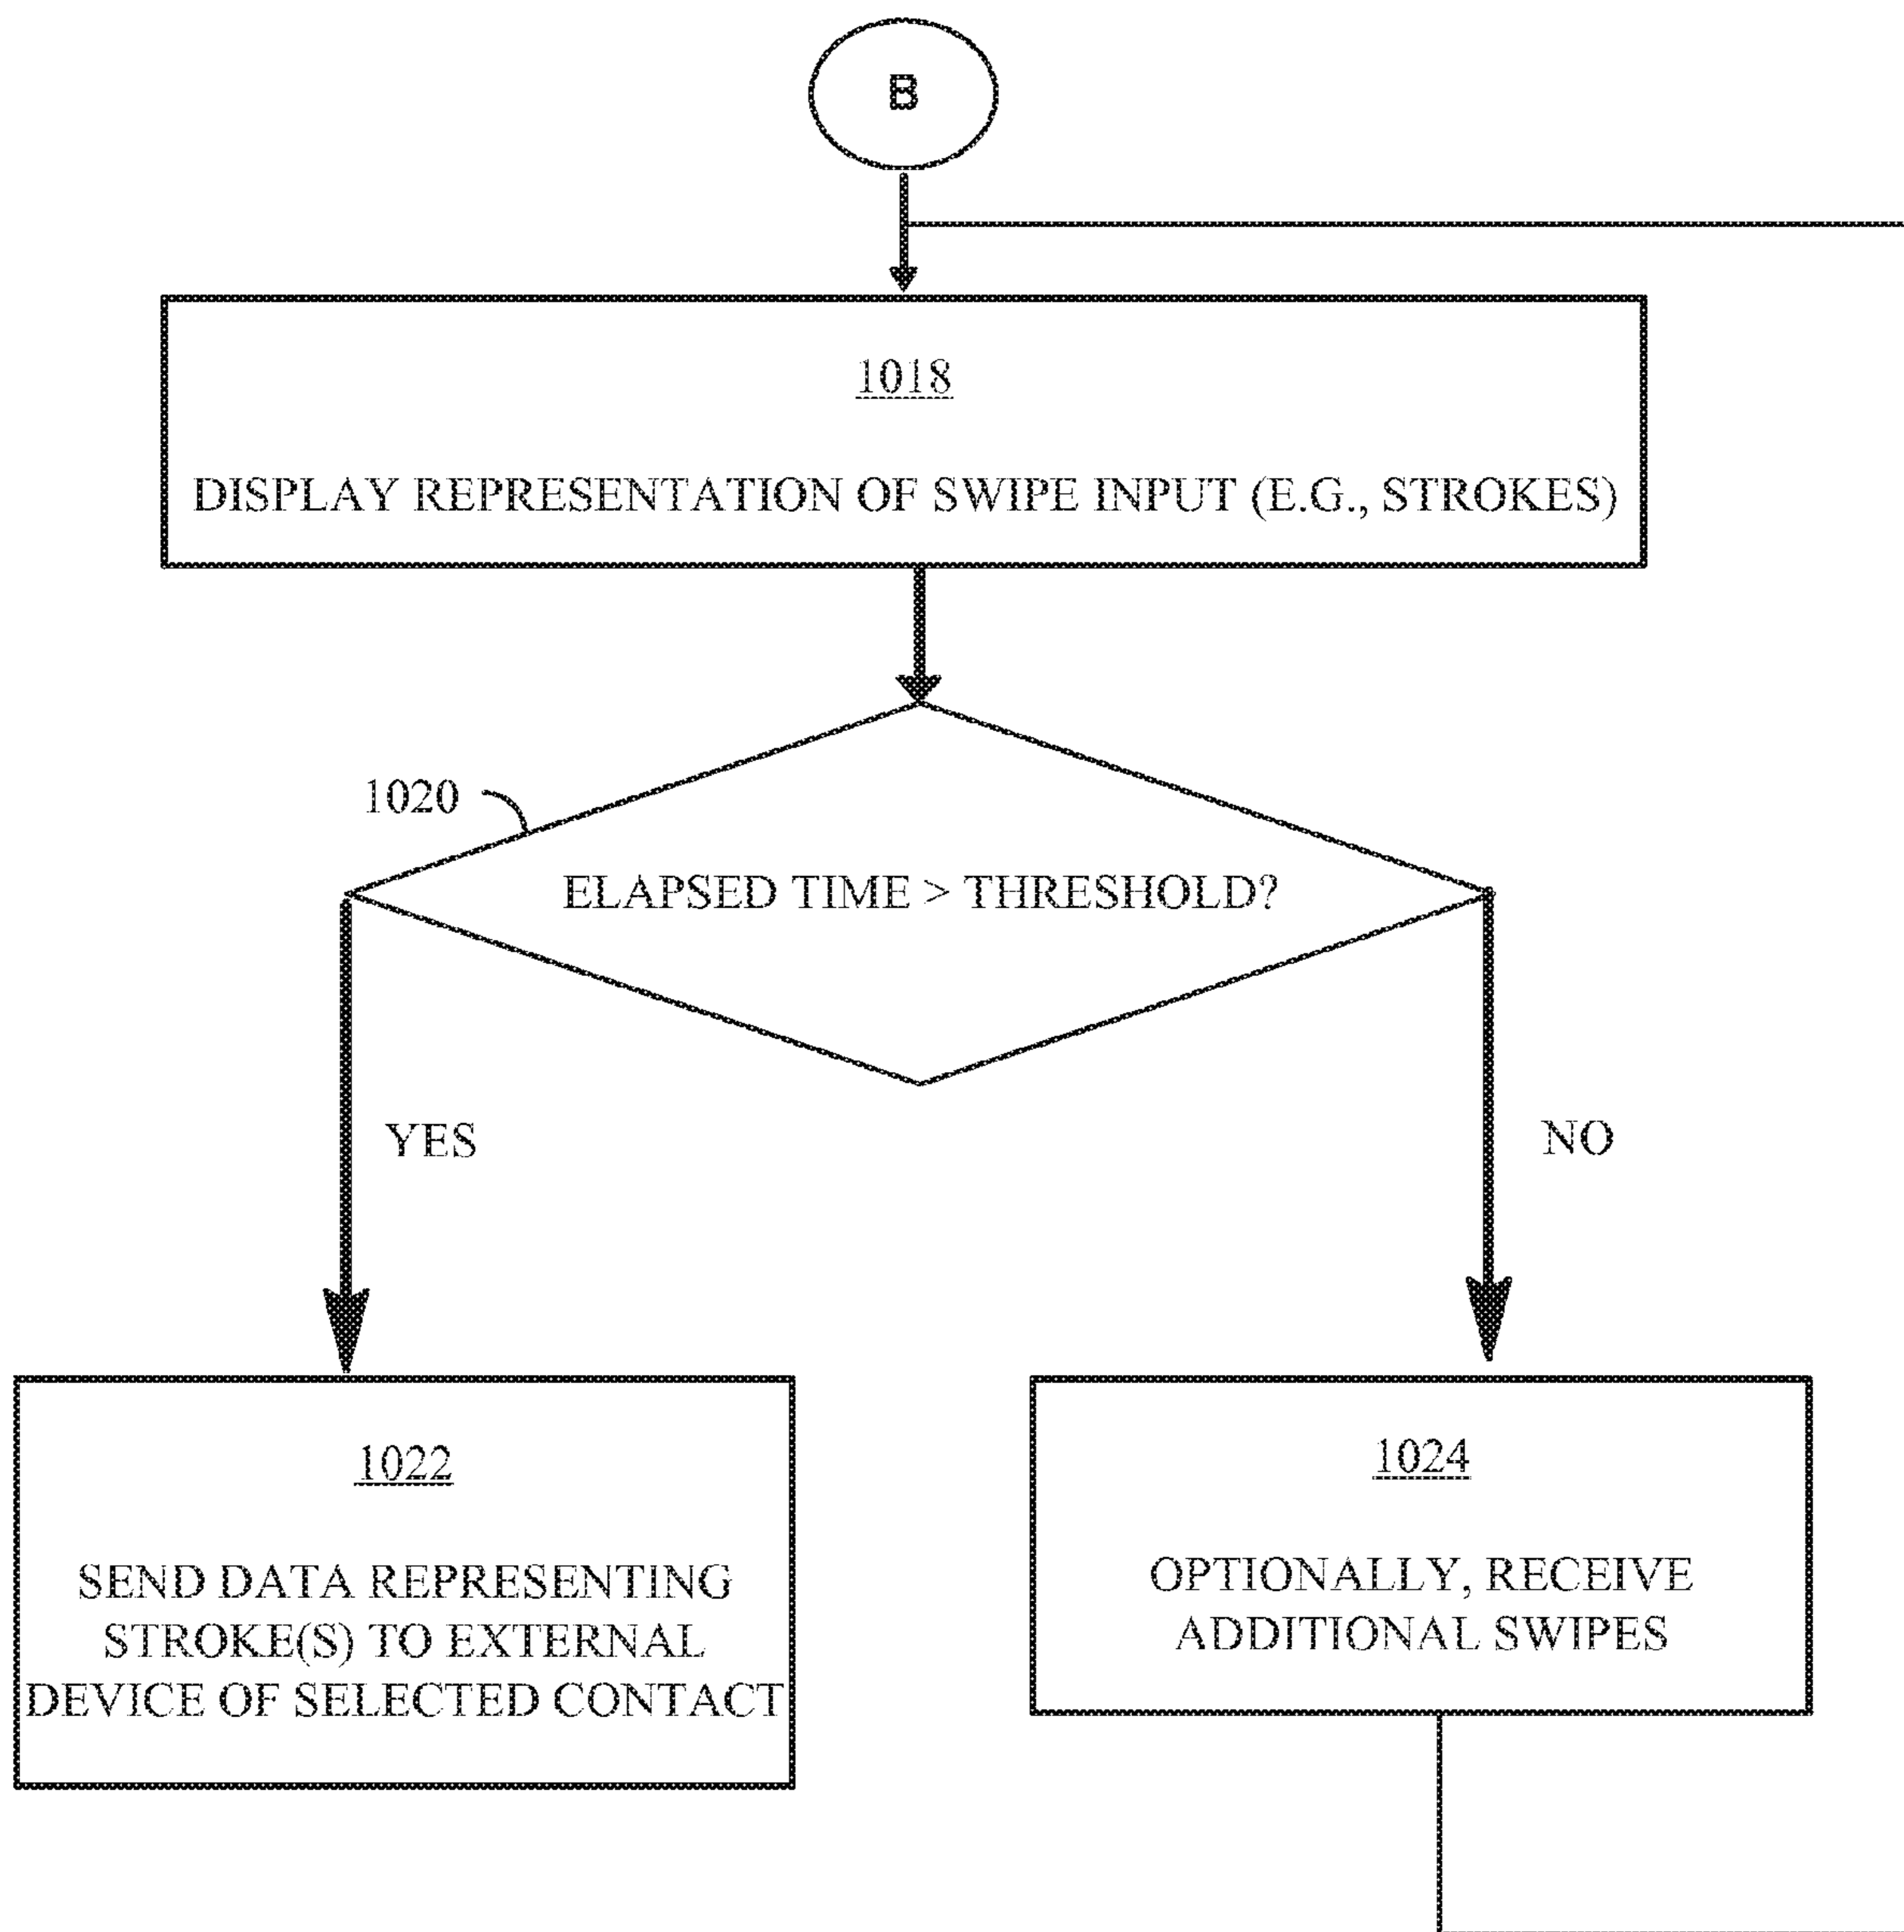 B
1018
DISPLAY REPRESENTATION OF SWIPE INPUT (E.G., STROKES)
1020
ELAPSED TIME > THRESHOLD?
YES
NO
1022
SEND DATA REPRESENTING
STROKE(S) TO EXTERNAL
DEVICE OF SELECTED CONTACT
1024
OPTIONALLY, RECEIVE
ADDITIONAL SWIPES